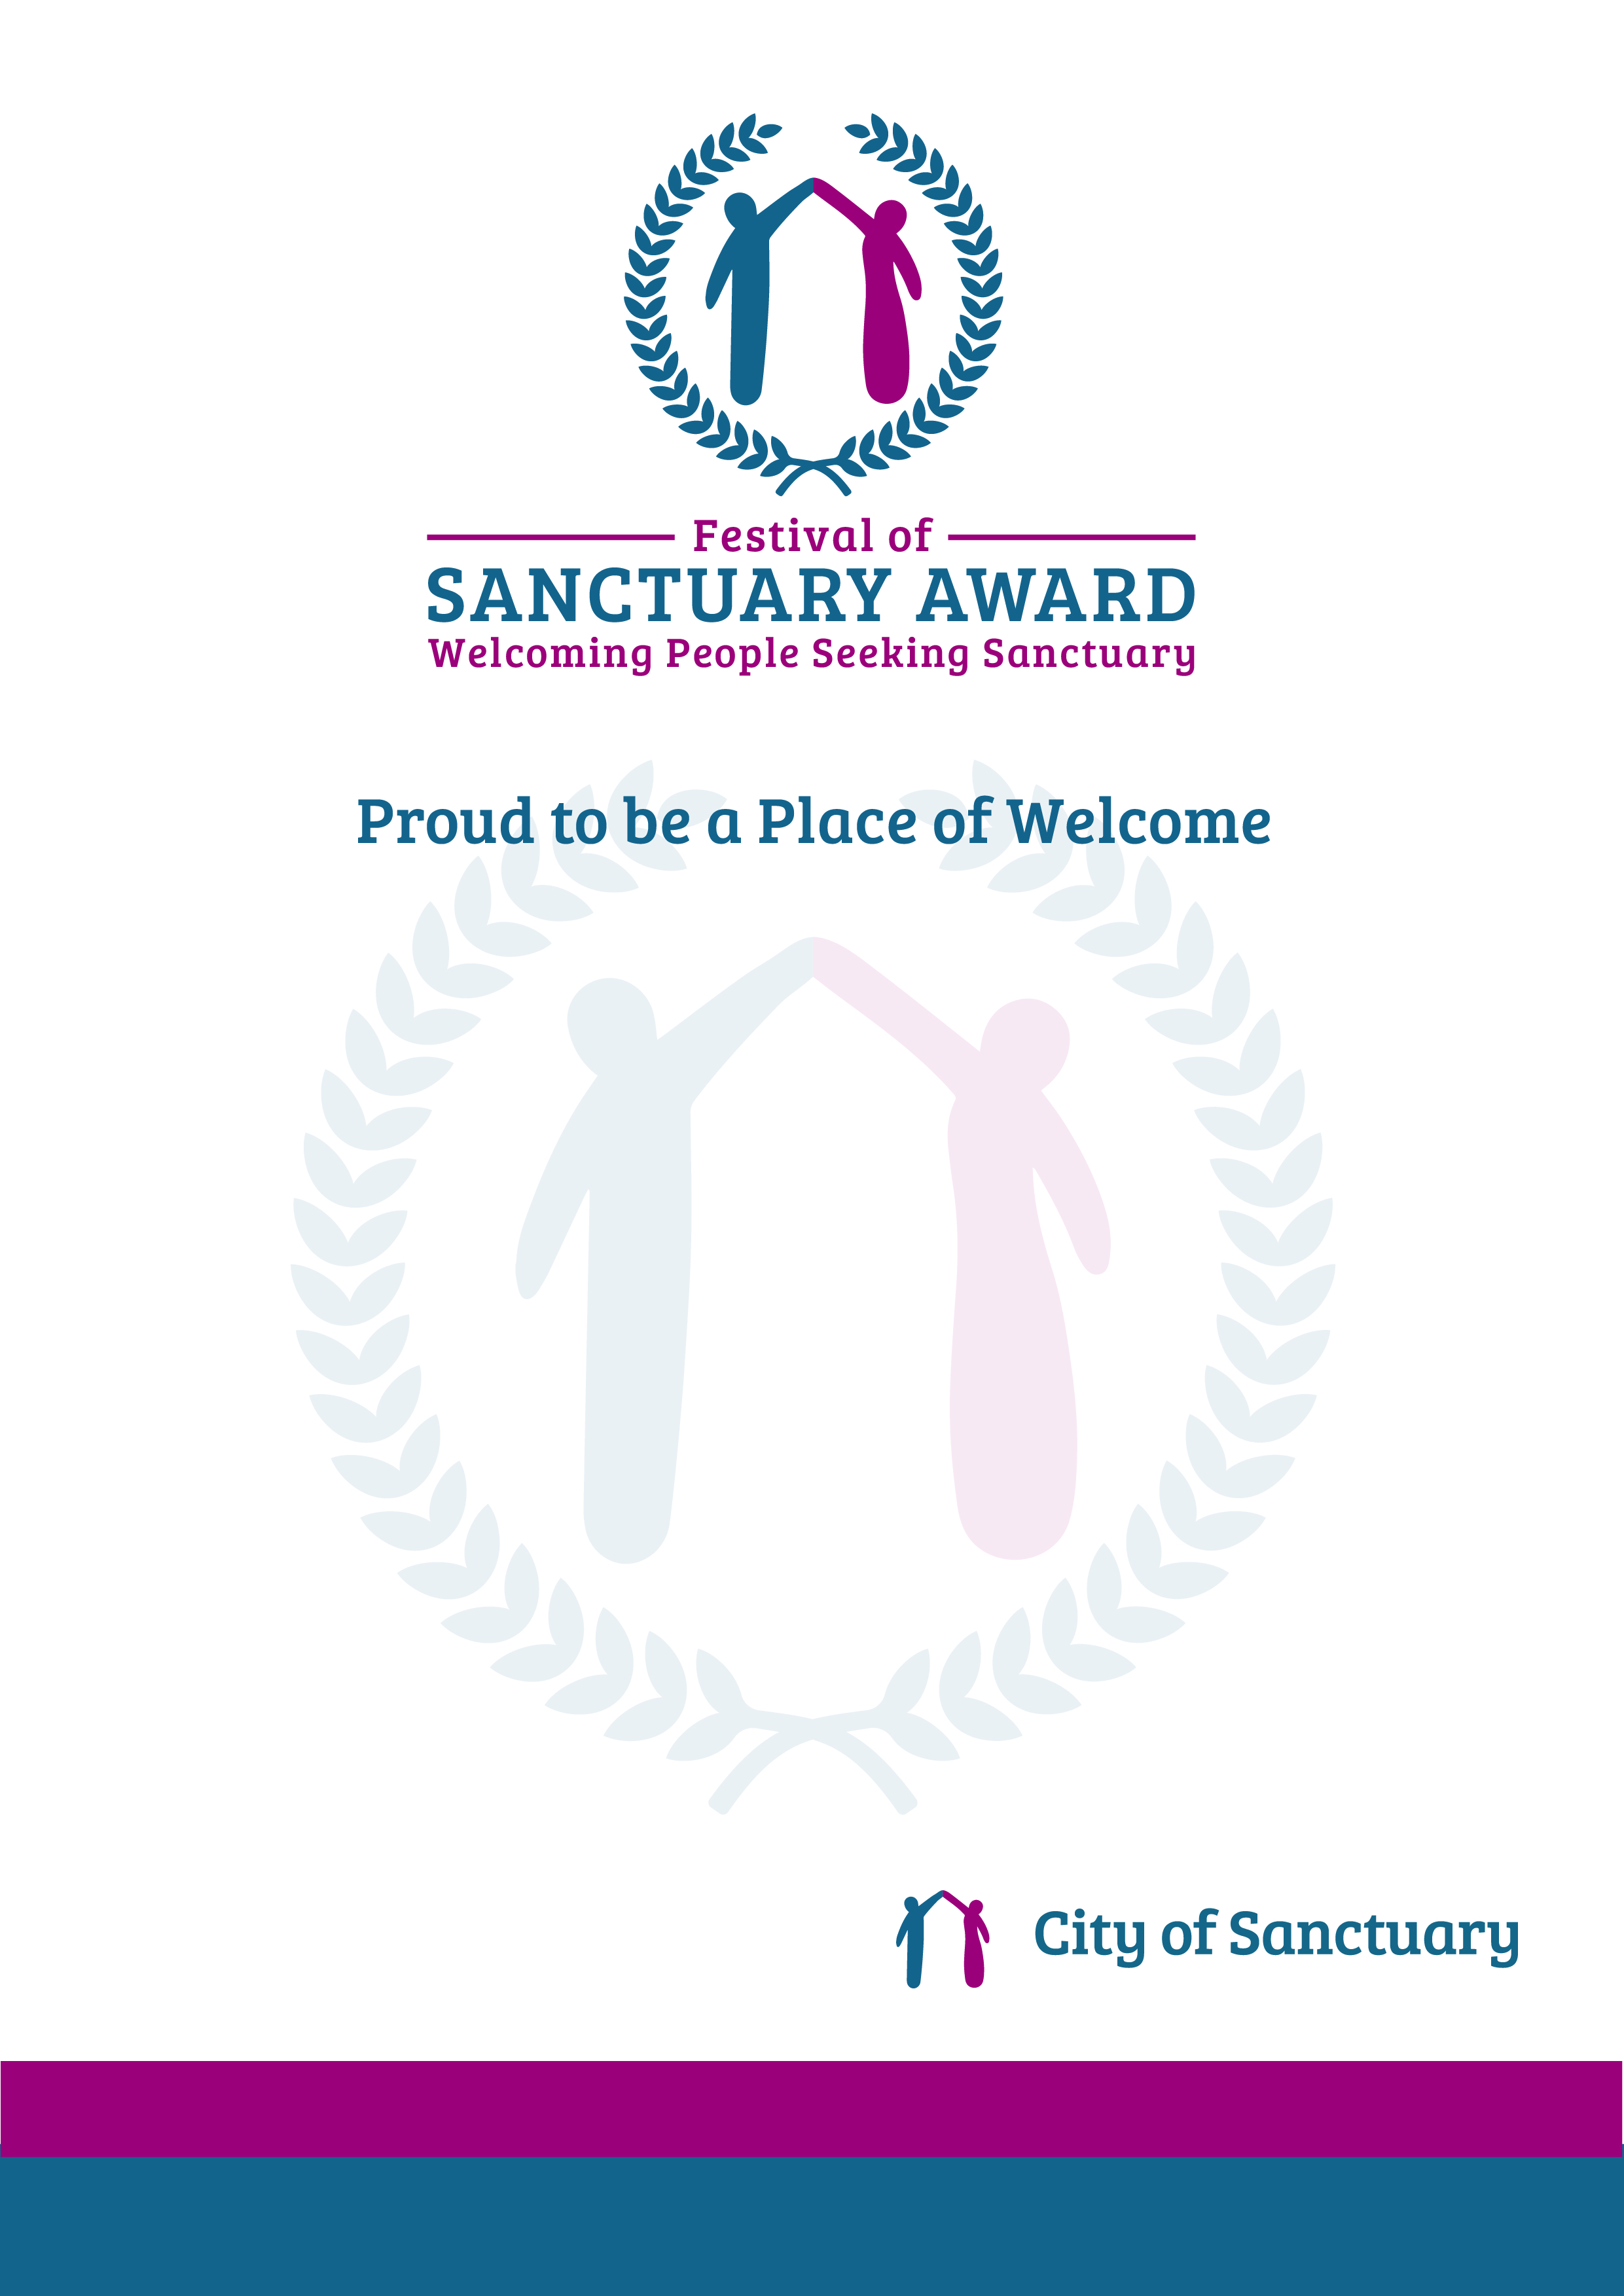 Festival of
SANCTUARY AWARD
Welcoming People Seeking Sanctuary
Proud to be a Place of Welcome
City of Sanctuary